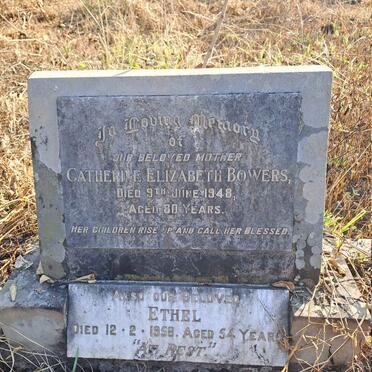 In Loving Memory
of
OUR BELOVED MOTHER
CATHERINE ELIZABETH BOWERS,
DIED 9TH JUNE 1948,
AGED 80 YEARS.
HER CHILDREN RISE UP AND CALL HER BLESSED.
ALSO OUR BELOVED
ETHEL
DIED 12-2-1958. AGED 54 YEARS
"AT REST"